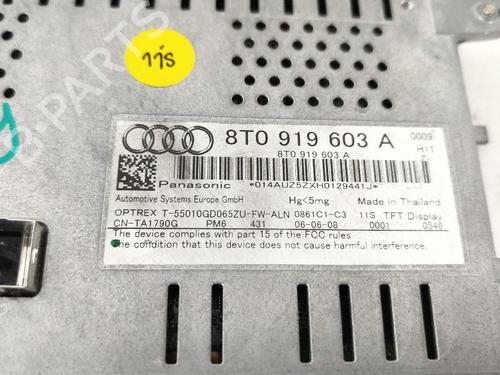 11s
B-PARTS
8T0 919 603 A 0009
8T0 919 603 A H11
Panasonic *014AUZ5ZXH0129441J*
Automotive Systems Europe GmbH Hg<5mg Made in Thailand
OPTREX T-55010GD065ZU-FW-ALN 0861C1-C3 11S TFT Display
CN-TA1790G PM6 431 06-06-08 0001 0546
The device complies with part 15 of the FCC rules
The condition that this device does not cause harmful interference.